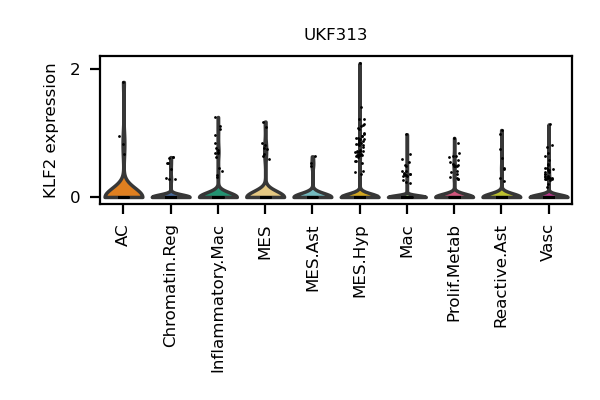 UKF313
KLF2 expression
2
0
AC
Chromatin.Reg
Inflammatory.Mac
MES
MES.Ast
MES.Hyp
Mac
Prolif.Metab
Reactive.Ast
Vasc